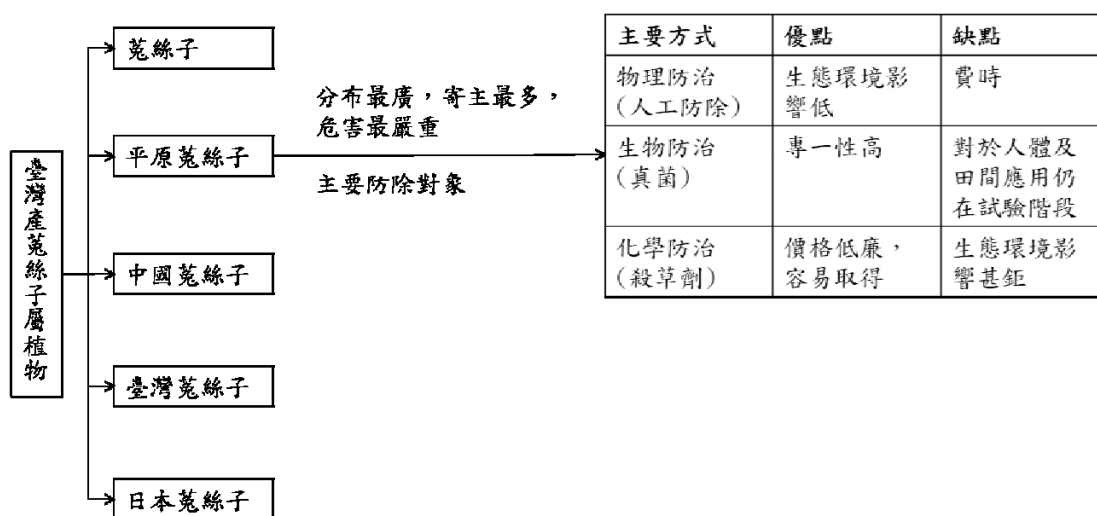 臺灣產菟絲子屬植物
菟絲子
平原菟絲子
中國菟絲子
臺灣菟絲子
日本菟絲子
分布最廣，寄主最多，
危害最嚴重
主要防除對象
主要方式 優點 缺点
物理防治 生態環境影 費時
(人工防除) 響低
生物防治 專一性高 對於人體及
(真菌) 田間應用仍
在試驗階段
化學防治 價格低廉， 生態環境影
(殺草劑) 容易取得 響甚鉅